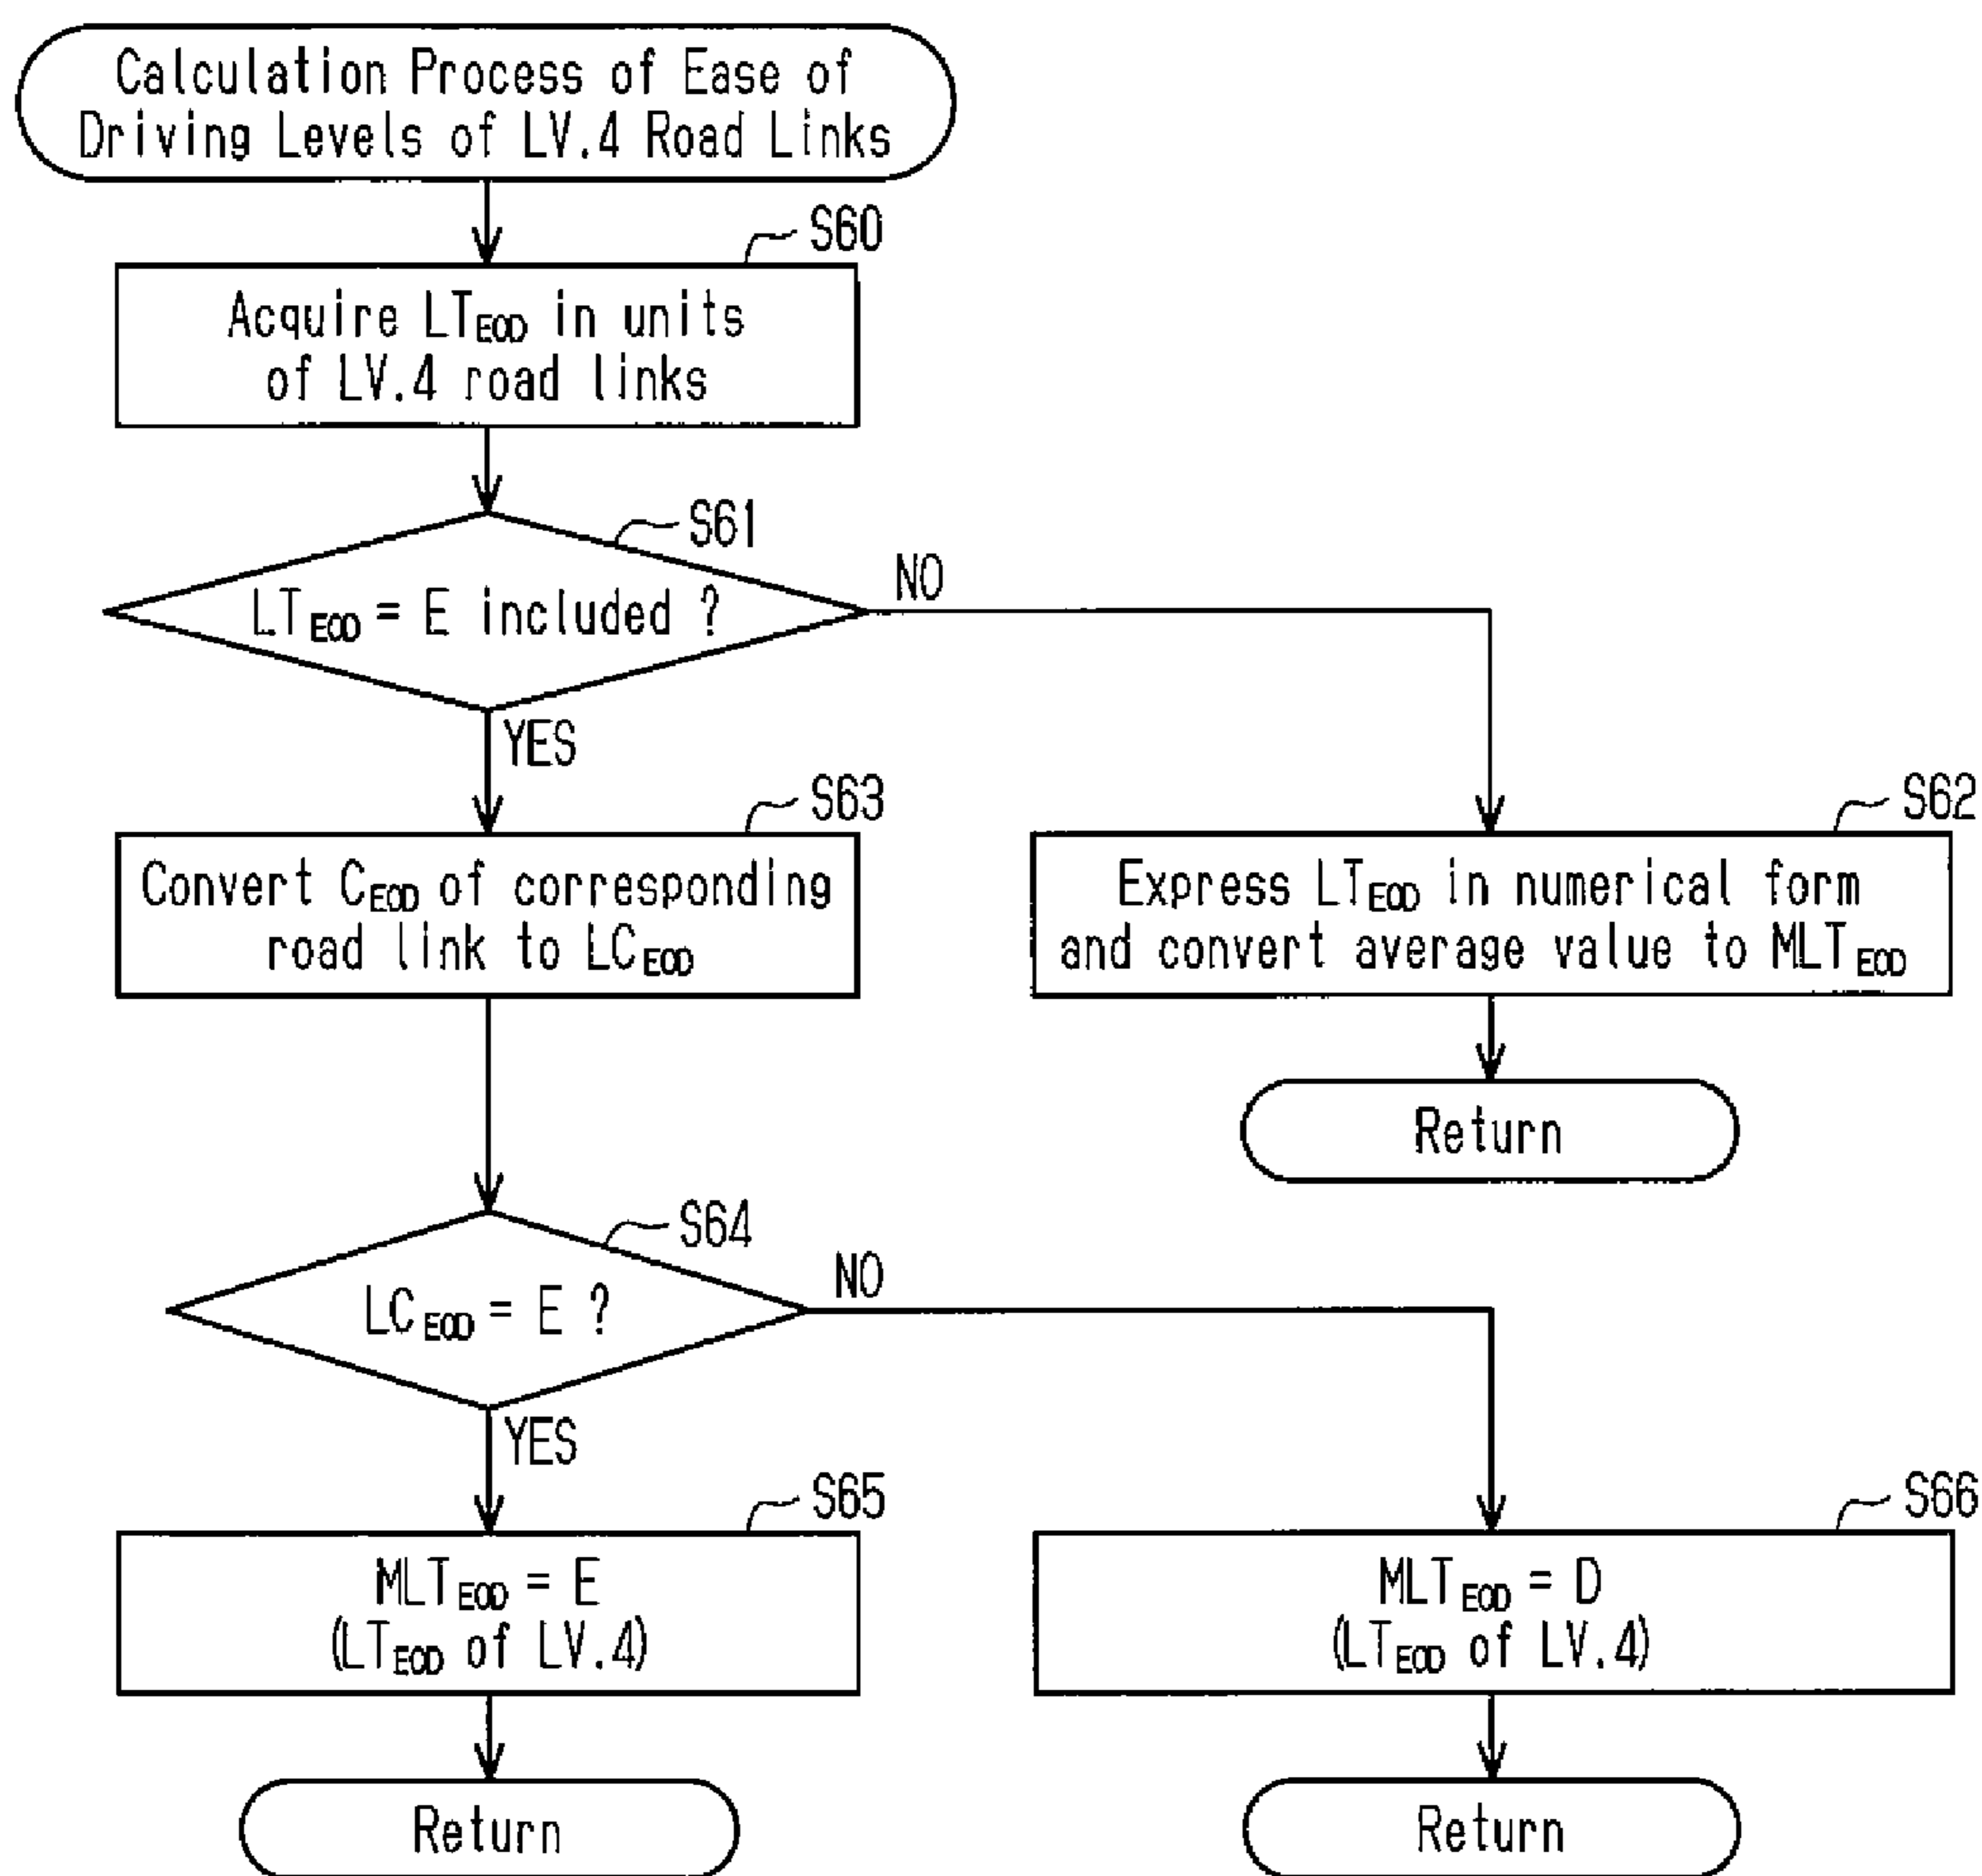 Calculation Process of Ease of
Driving Levels of LV.4 Road Links
S60
Acquire LTEOD in units
of LV.4 road links
S61
LTEOD = E included ?
NO
YES
S63
Convert CEOD of corresponding
road link to LCEOD
S62
Express LTEOD in numerical form
and convert average value to MLTEOD
Return
S64
LCEOD = E ?
NO
YES
S65
MLTEOD = E
(LTEOD of LV.4)
S66
MLTEOD = D
(LTEOD of LV.4)
Return
Return